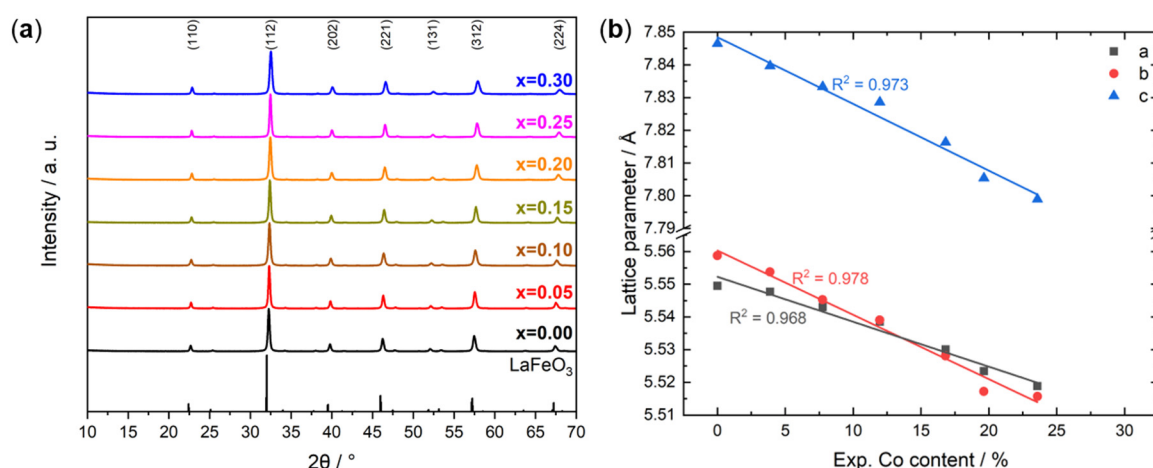 (a)
(110)
(112)
(202)
(221)
(131)
(312)
(224)
x=0.30
x=0.25
x=0.20
x=0.15
x=0.10
x=0.05
x=0.00
LaFeO₃
Intensity / a. u.
10 15 20 25 30 35 40 45 50 55 60 65 70
2θ / °
(b)
7.85
7.84
7.83
7.82
7.81
7.80
7.79
5.56
5.55
5.54
5.53
5.52
5.51
Lattice parameter / Å
a
b
c
R² = 0.973
R² = 0.978
R² = 0.968
0 5 10 15 20 25 30
Exp. Co content / %